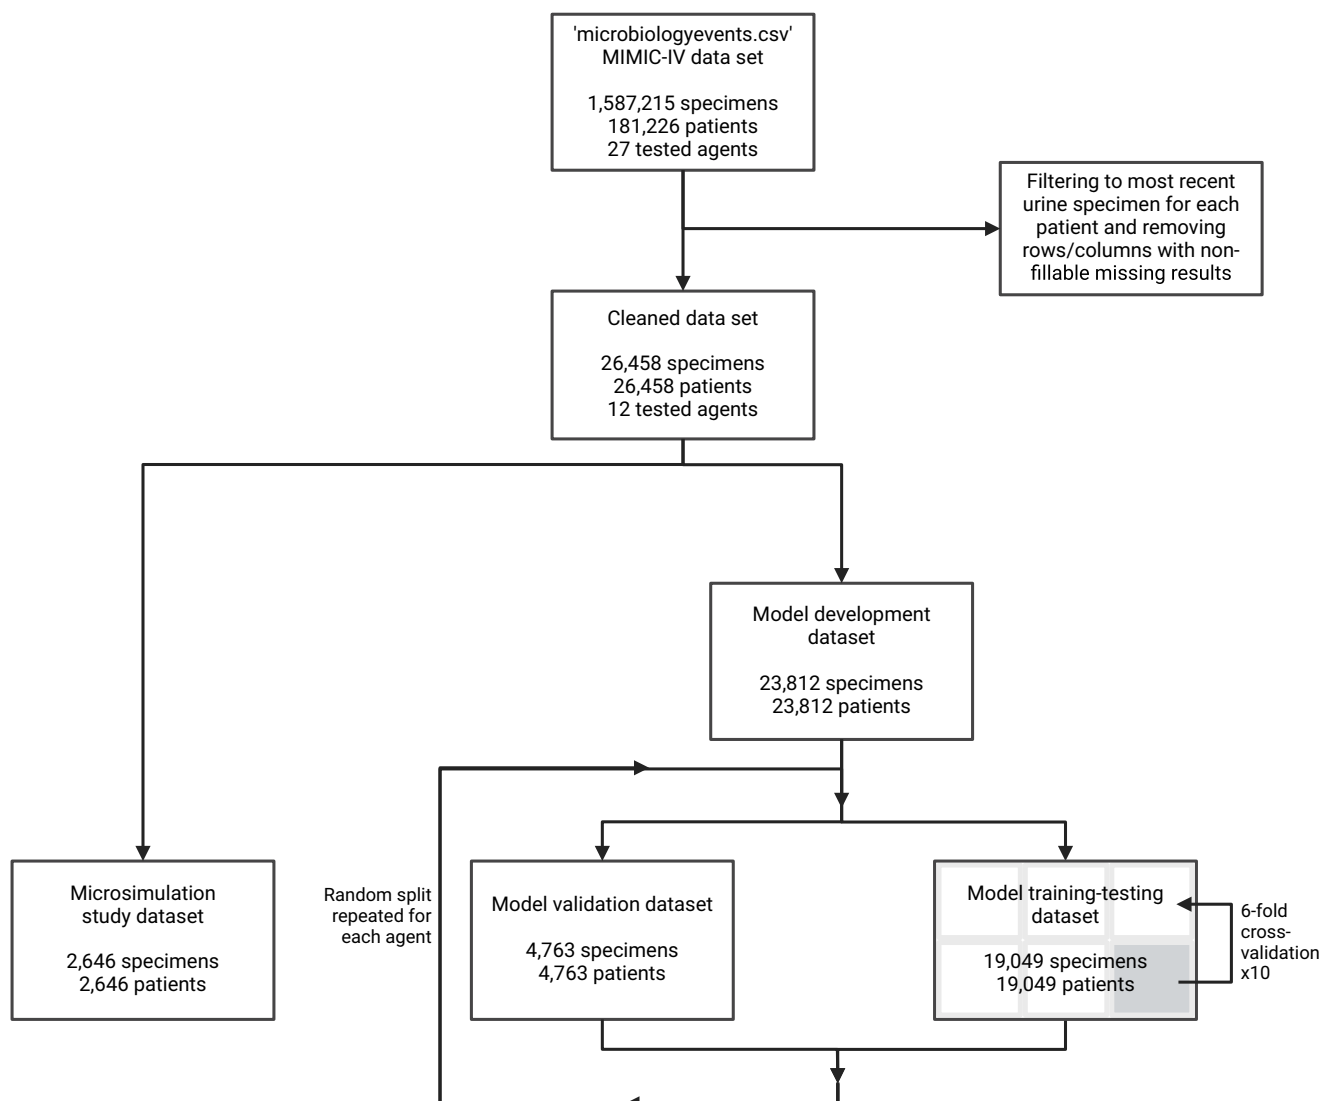 'microbiologyevents.csv'
MIMIC-IV data set
1,587,215 specimens
181,226 patients
27 tested agents
Filtering to most recent
urine specimen for each
patient and removing
rows/columns with non-
fillable missing results
Cleaned data set
26,458 specimens
26,458 patients
12 tested agents
Model development
dataset
23,812 specimens
23,812 patients
Microsimulation
study dataset
2,646 specimens
2,646 patients
Random split
repeated for
each agent
Model validation dataset
4,763 specimens
4,763 patients
Model training-testing
dataset
19,049 specimens
19,049 patients
6-fold
cross-
validation
x10